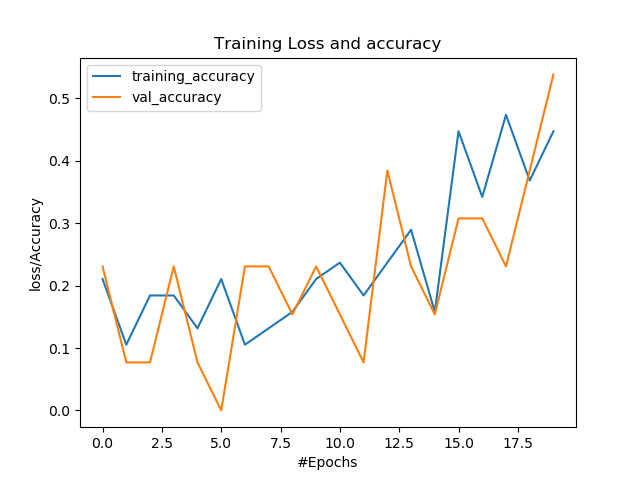 Training Loss and accuracy
training_accuracy
val_accuracy
loss/Accuracy
0.5
0.4
0.3
0.2
0.1
0.0
0.0 2.5 5.0 7.5 10.0 12.5 15.0 17.5
#Epochs